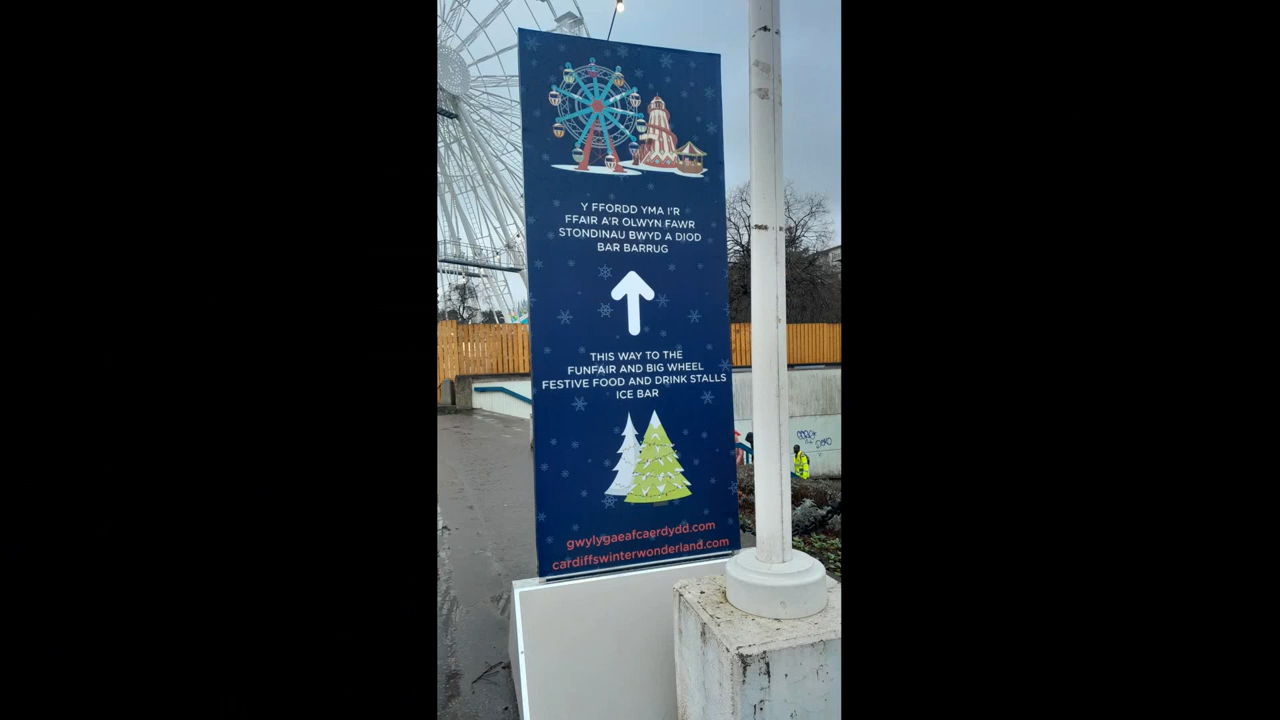 Y FFORDD YMA I'R
FFAIR A'R OLWYN FAWR
STONDINAU BWYD A DIOD
BAR BARRUG
THIS WAY TO THE
FUNFAIR AND BIG WHEEL
FESTIVE FOOD AND DRINK STALLS
ICE BAR
gwylygaeafcaerdydd.com
cardiffswinterwonderland.com